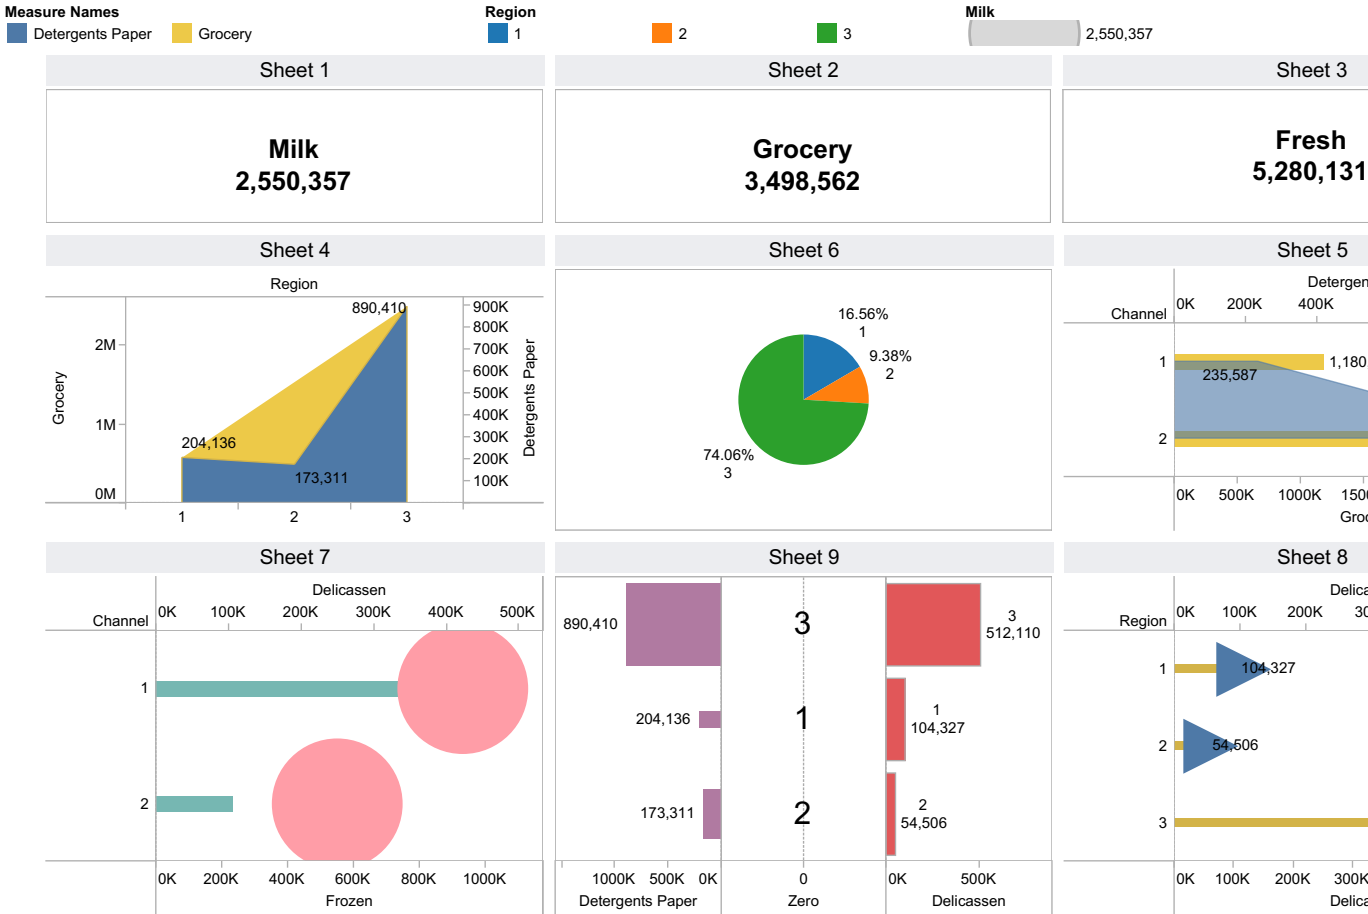 Measure Names
Detergents Paper
Grocery
Region
1
2
3
Milk
2,550,357
Sheet 1
Sheet 2
Sheet 3
Milk
2,550,357
Grocery
3,498,562
Fresh
5,280,131
Sheet 4
Region
890,410
204,136
173,311
2M
1M
0M
Grocery
900K
800K
700K
600K
500K
400K
300K
200K
100K
Detergents Paper
1
2
3
Sheet 6
16.56%
1
9.38%
2
74.06%
3
Sheet 5
Detergen
Channel
0K
200K
400K
1
1,180
235,587
2
0K
500K
1000K
150
Groc
Sheet 7
Delicassen
Channel
0K
100K
200K
300K
400K
500K
1
2
0K
200K
400K
600K
800K
1000K
Frozen
Sheet 9
890,410
3
3
512,110
204,136
1
1
104,327
173,311
2
2
54,506
1000K
500K
0K
0
0K
500K
Detergents Paper
Zero
Delicassen
Sheet 8
Delica
Region
0K
100K
200K
30
1
104,327
2
54,506
3
0K
100K
200K
300K
Delica